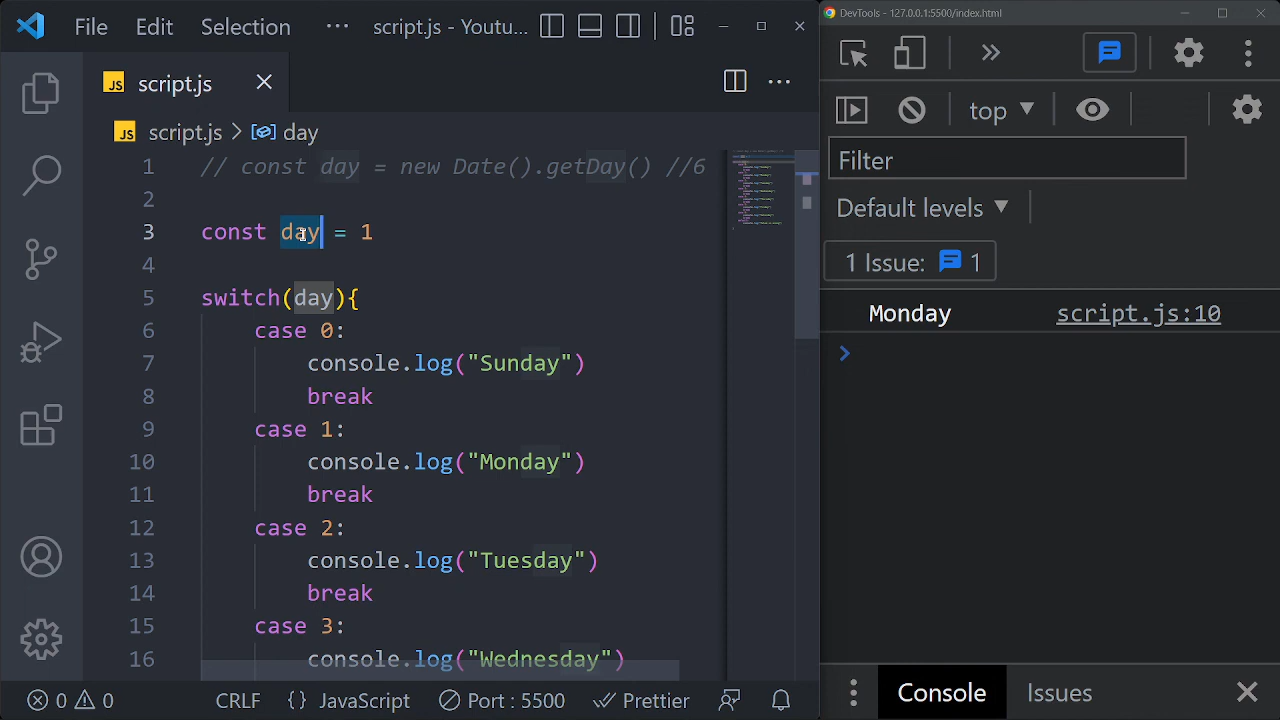 File Edit Selection ··· script.js - Youtu...
DevTools - 127.0.0.1:5500/index.html
JS script.js
JS script.js > day
1 // const day = new Date().getDay() //6
2
3 const day = 1
4
5 switch(day){
6 case 0:
7 console.log("Sunday")
8 break
9 case 1:
10 console.log("Monday")
11 break
12 case 2:
13 console.log("Tuesday")
14 break
15 case 3:
16 console.log("Wednesday")
0 0 CRLF {} JavaScript Port : 5500 Prettier
top
Filter
Default levels
1 Issue: 1
Monday script.js:10
Console Issues